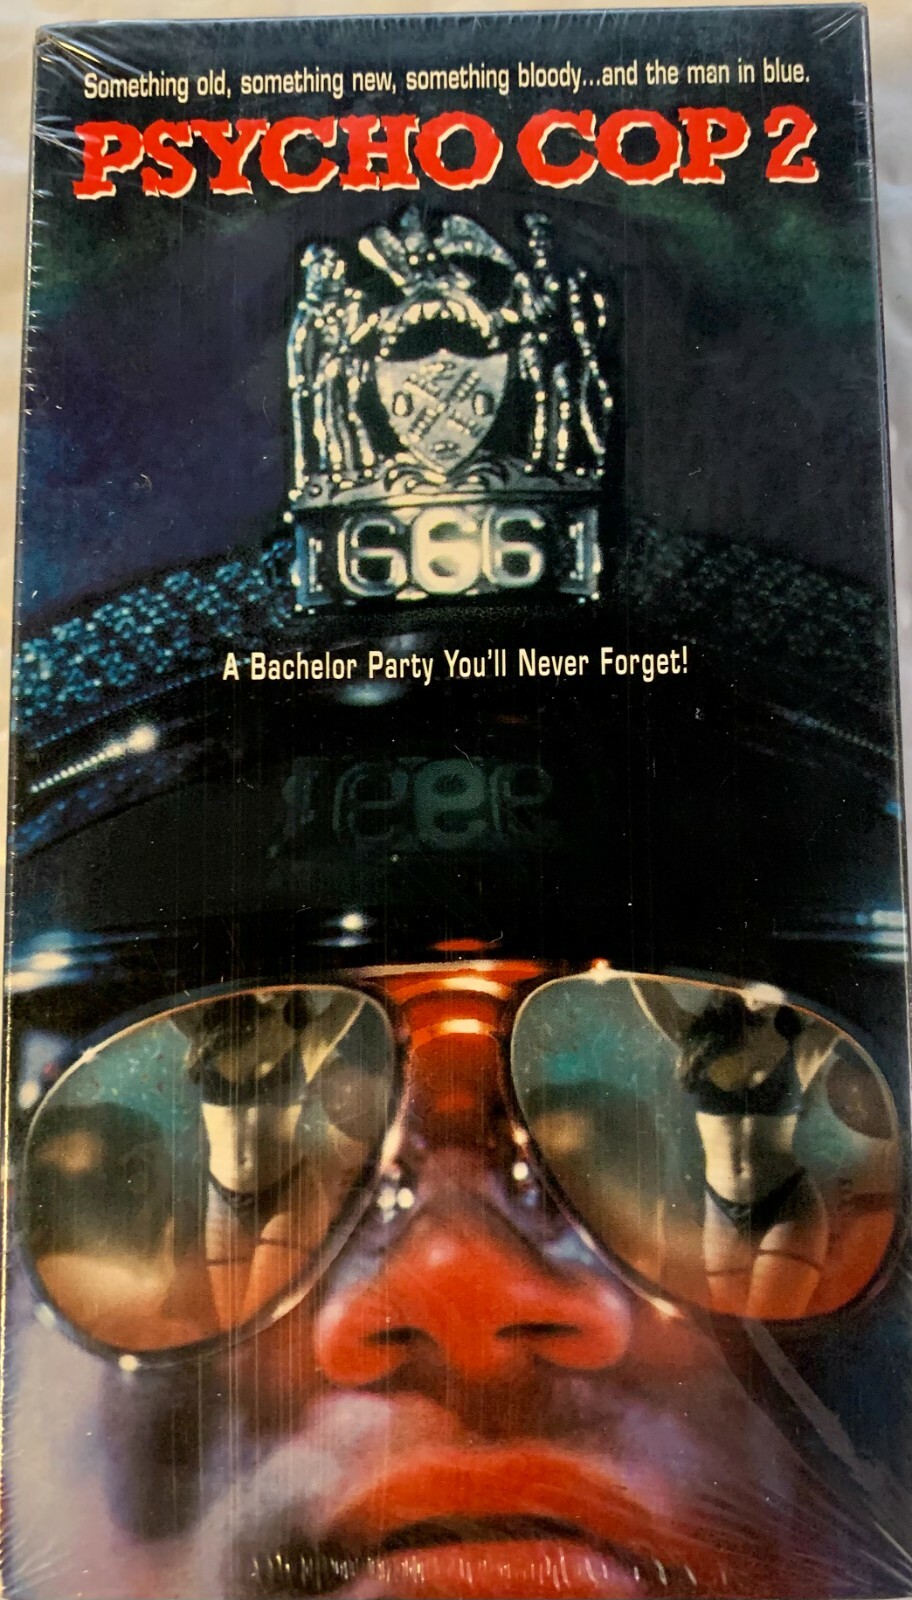 Something old, something new, something bloody...and the man in blue.
PSYCHO COP 2
666
A Bachelor Party You'll Never Forget!